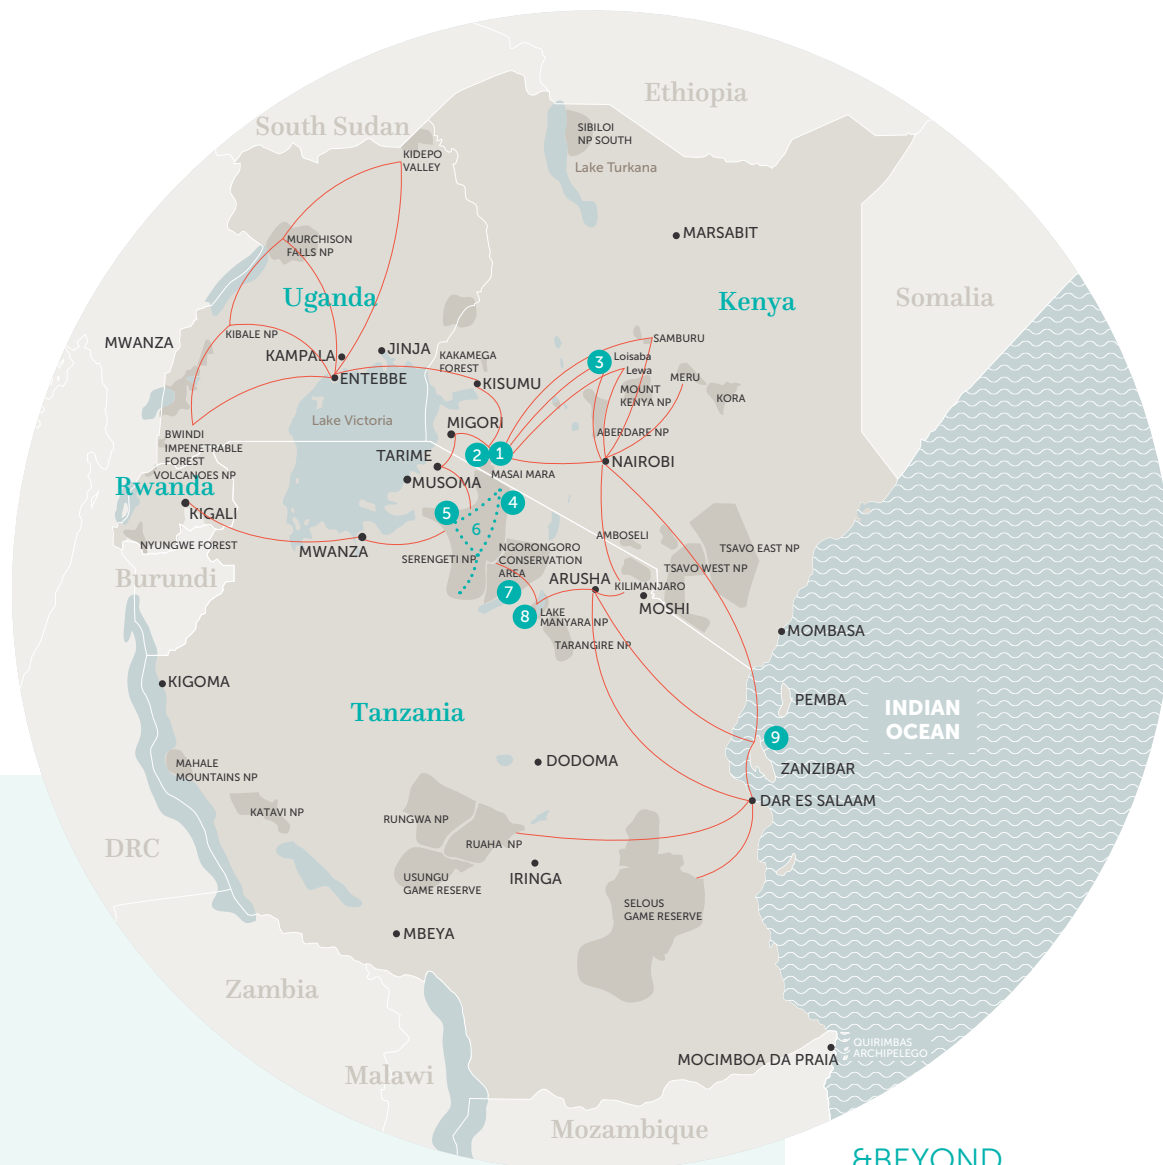 Ethiopia
South Sudan
SIBILOI
NP SOUTH
KIDEPO
VALLEY
Lake Turkana
MARSABIT
MURCHISON
FALLS NP
Uganda
Kenya
Somalia
MWANZA
KIBALE NP
KAMPALA
JINJA
KAKAMEGA
FOREST
SAMBURU
3
Loisaba
Lewa
ENTEBBE
KISUMU
MERU
MOUNT
KENYA NP
KORA
Lake Victoria
MIGORI
ABERDARE NP
BWINDI
IMPENETRABLE
FOREST
VOLCANOES NP
TARIME
2
1
NAIROBI
MASAI MARA
MUSOMA
Rwanda
KIGALI
5
4
6
NYUNGWE FOREST
MWANZA
SERENGETI NP
NGORONGORO
CONSERVATION
AREA
AMBOSELI
TSAVO EAST NP
TSAVO WEST NP
Burundi
ARUSHA
KILIMANJARO
7
MOSHI
8
LAKE
MANYARA NP
TARANGIRE NP
MOMBASA
KIGOMA
PEMBA
Tanzania
INDIAN
OCEAN
9
DODOMA
ZANZIBAR
MAHALE
MOUNTAINS NP
DAR ES SALAAM
KATAVI NP
RUNGWA NP
RUAHA NP
DRC
USUNGU
GAME RESERVE
IRINGA
SELOUS
GAME RESERVE
MBEYA
Zambia
QUIRIMBAS
ARCHIPELEGO
MOCIMBOA DA PRAIA
Malawi
Mozambique
&BEYOND